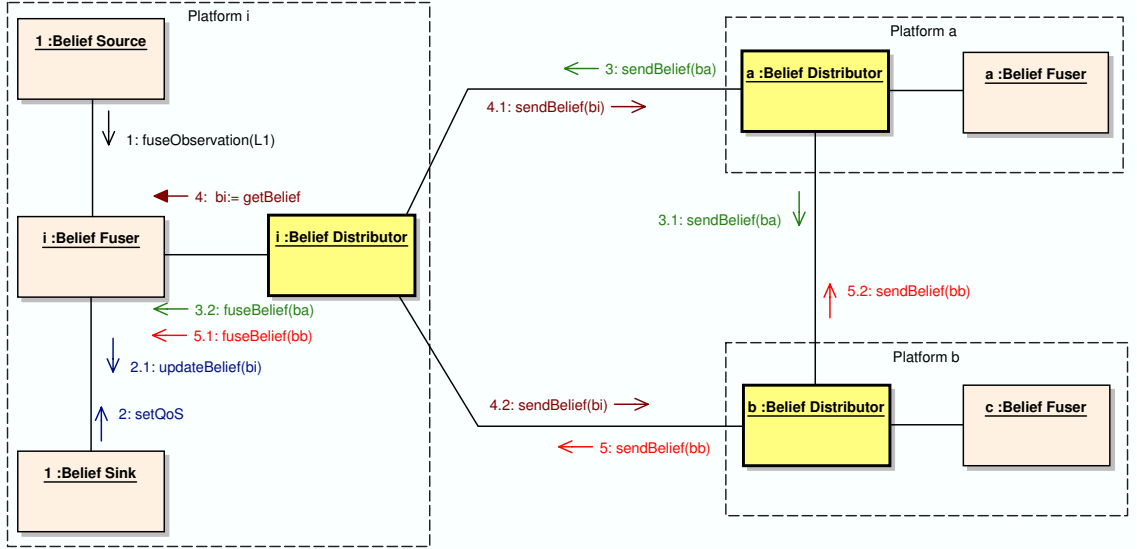 Platform i
1 :Belief Source
1: fuseObservation(L1)
4:  bi:= getBelief
i :Belief Fuser
i :Belief Distributor
3.2: fuseBelief(ba)
5.1: fuseBelief(bb)
2.1: updateBelief(bi)
2: setQoS
1 :Belief Sink
3: sendBelief(ba)
4.1: sendBelief(bi)
Platform a
a :Belief Distributor
a :Belief Fuser
3.1: sendBelief(ba)
5.2: sendBelief(bb)
4.2: sendBelief(bi)
5: sendBelief(bb)
Platform b
b :Belief Distributor
c :Belief Fuser